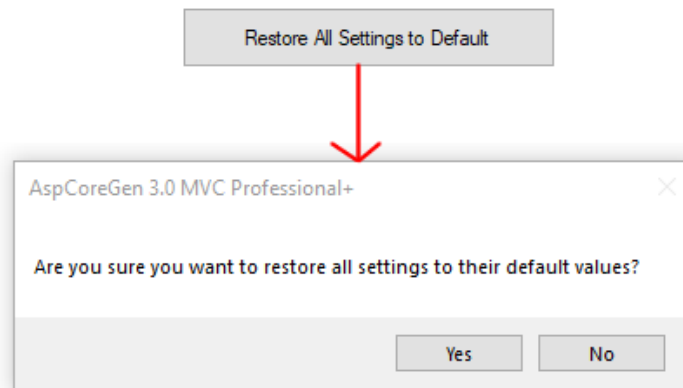 Restore All Settings to Default
AspCoreGen 3.0 MVC Professional+
Are you sure you want to restore all settings to their default values?
Yes
No